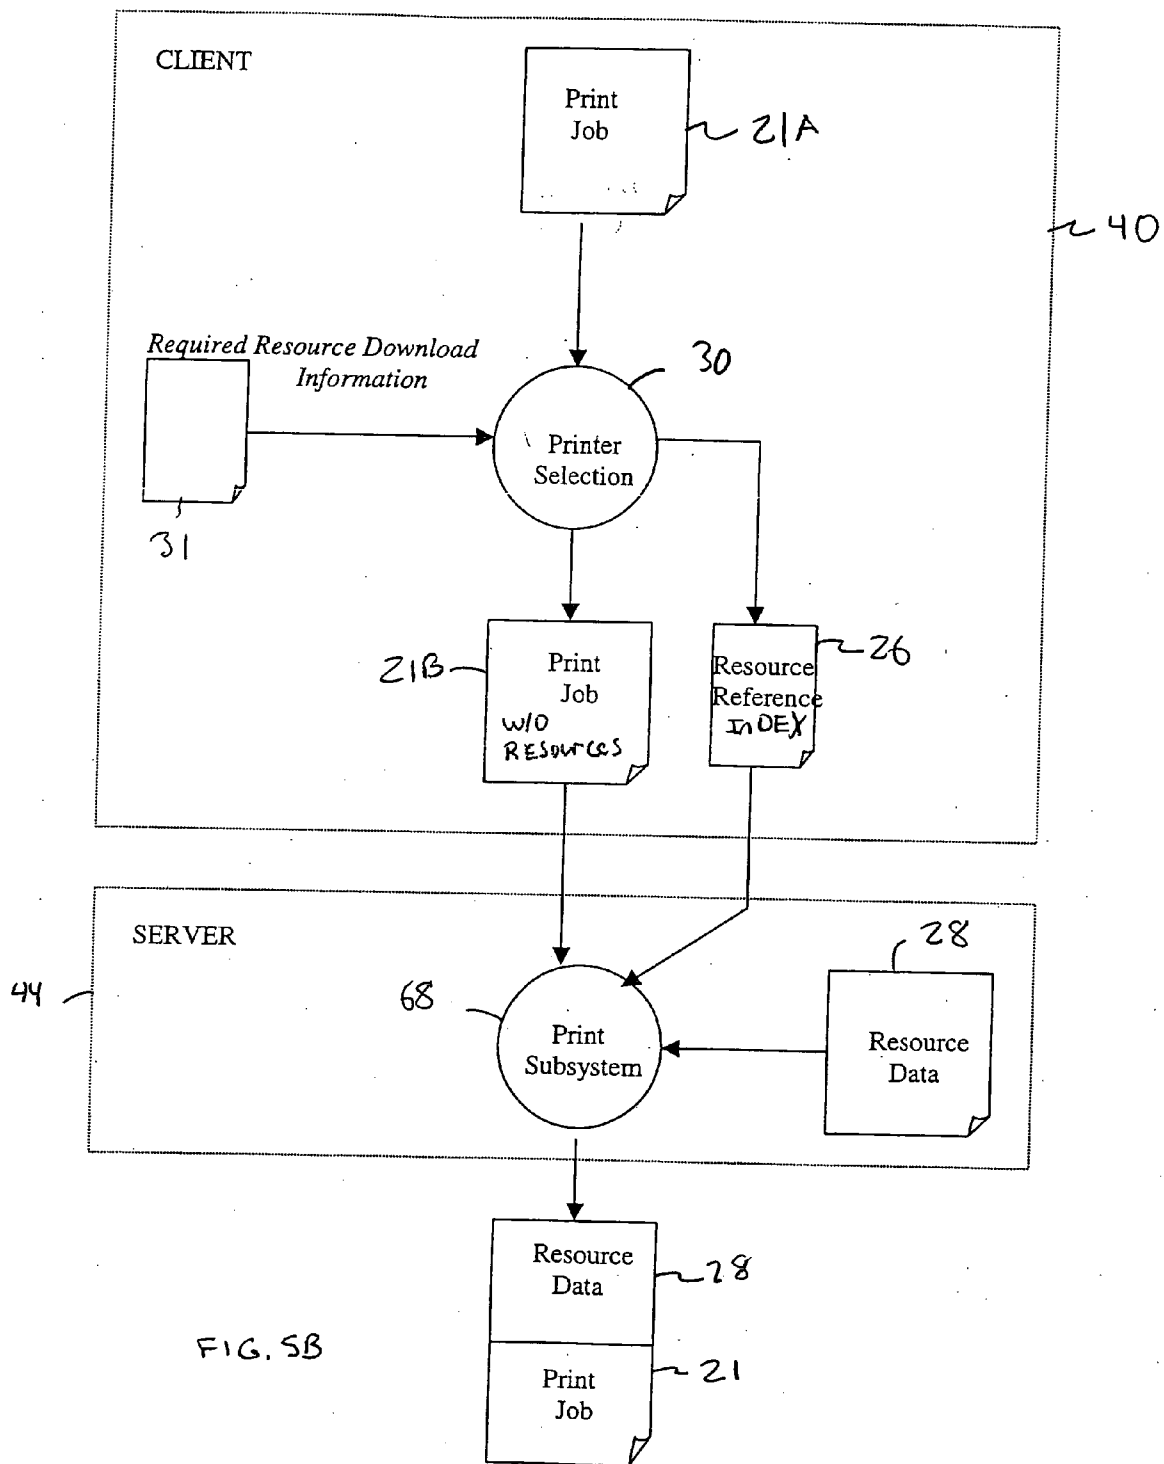 CLIENT
Print
Job
21A
40
Required Resource Download
Information
30
Printer
Selection
31
21B
Print
Job
W/O
RESOURCES
Resource
Reference
InDEX
26
SERVER
28
44
68
Print
Subsystem
Resource
Data
Resource
Data
28
FIG. 5B
Print
Job
21